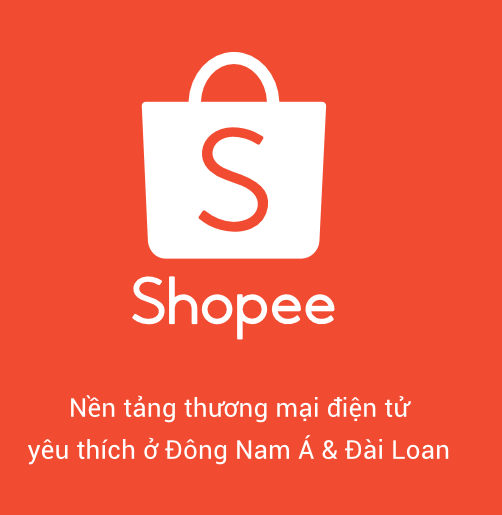 S
Shopee
Nền tảng thương mại điện tử
yêu thích ở Đông Nam Á & Đài Loan